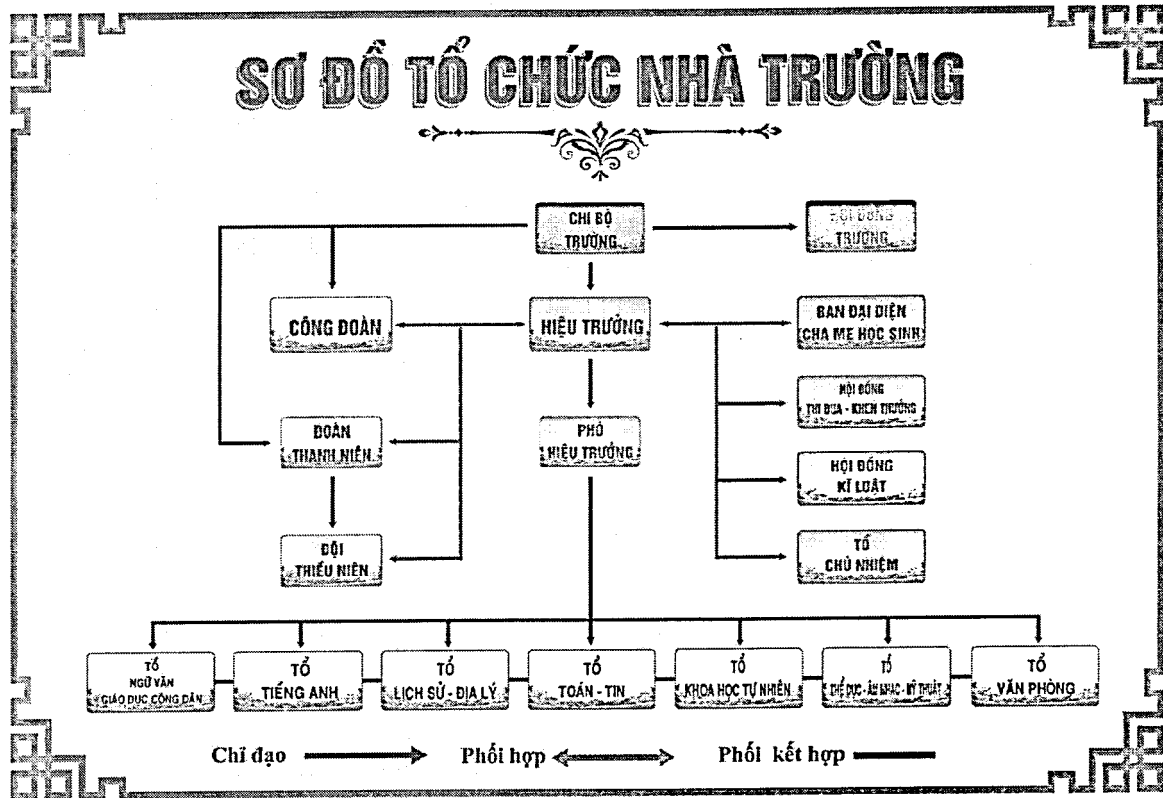 SƠ ĐỒ TỔ CHỨC NHÀ TRƯỜNG
CHI BỘ
TRƯỜNG
HỘI ĐỒNG
TRƯỜNG
CÔNG ĐOÀN
HIỆU TRƯỞNG
BAN ĐẠI DIỆN
CHA MẸ HỌC SINH
HỘI ĐỒNG
THI ĐUA - KHEN THƯỞNG
ĐOÀN
THANH NIÊN
PHÓ
HIỆU TRƯỞNG
HỘI ĐỒNG
KĨ LUẬT
ĐỘI
THIẾU NIÊN
TỔ
CHỦ NHIỆM
TỔ
NGỮ VĂN
GIÁO DỤC CÔNG DÂN
TỔ
TIẾNG ANH
TỔ
LỊCH SỬ - ĐỊA LÝ
TỔ
TOÁN - TIN
TỔ
KHOA HỌC TỰ NHIÊN
TỔ
THỂ DỤC - ÂM NHẠC - MỸ THUẬT
TỔ
VĂN PHÒNG
Chỉ đạo
Phối hợp
Phối kết hợp